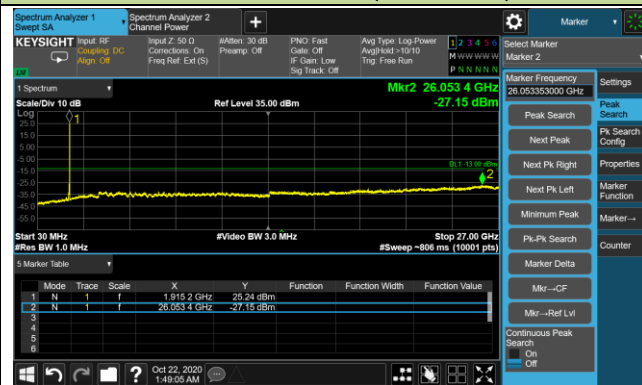 Spectrum Analyzer 1
Swept SA
Spectrum Analyzer 2
Channel Power
+
Marker
KEYSIGHT
Input: RF
Coupling: DC
Align: Off
Input Z: 50 Ω
Corrections: On
Freq Ref: Ext (S)
#Atten: 30 dB
Preamp: Off
PNO: Fast
Gate: Off
IF Gain: Low
Sig Track: Off
Avg Type: Log-Power
Avg|Hold:>10/10
Trig: Free Run
1 2 3 4 5 6
M W W W W W
P N N N N N
LXI
Select Marker
Marker 2
1 Spectrum
Mkr2 26.053 4 GHz
-27.15 dBm
Scale/Div 10 dB
Ref Level 35.00 dBm
Log
25.0
15.0
5.00
-5.00
-15.0
-25.0
-35.0
-45.0
-55.0
1
DL1 -13.00 dBm
2
Start 30 MHz
#Video BW 3.0 MHz
Stop 27.00 GHz
#Res BW 1.0 MHz
#Sweep ~806 ms (10001 pts)
Marker Frequency
26.053353000 GHz
Peak Search
Next Peak
Next Pk Right
Next Pk Left
Minimum Peak
Pk-Pk Search
Marker Delta
Mkr→CF
Mkr→Ref Lvl
Continuous Peak
Search
On
Off
Settings
Peak
Search
Pk Search
Config
Properties
Marker
Function
Marker→
Counter
5 Marker Table
Mode Trace Scale X Y Function Function Width Function Value
1 N 1 f 1.915 2 GHz 25.24 dBm
2 N 1 f 26.053 4 GHz -27.15 dBm
3
4
5
6
?
Oct 22, 2020
1:49:05 AM